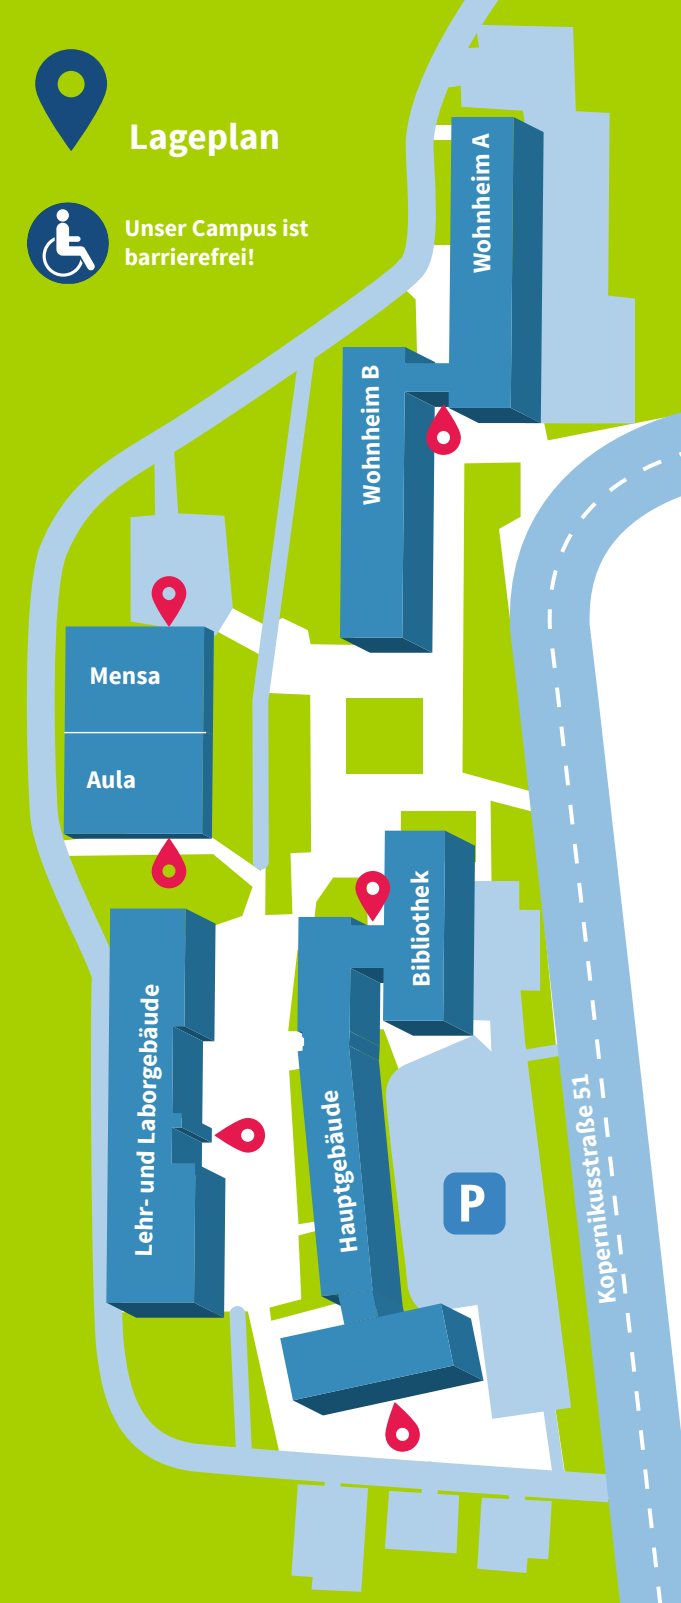 Lageplan
Unser Campus ist
barrierefrei!
Wohnheim A
Wohnheim B
Mensa
Aula
Bibliothek
Lehr- und Laborgebäude
Hauptgebäude
P
Kopernikusstraße 51